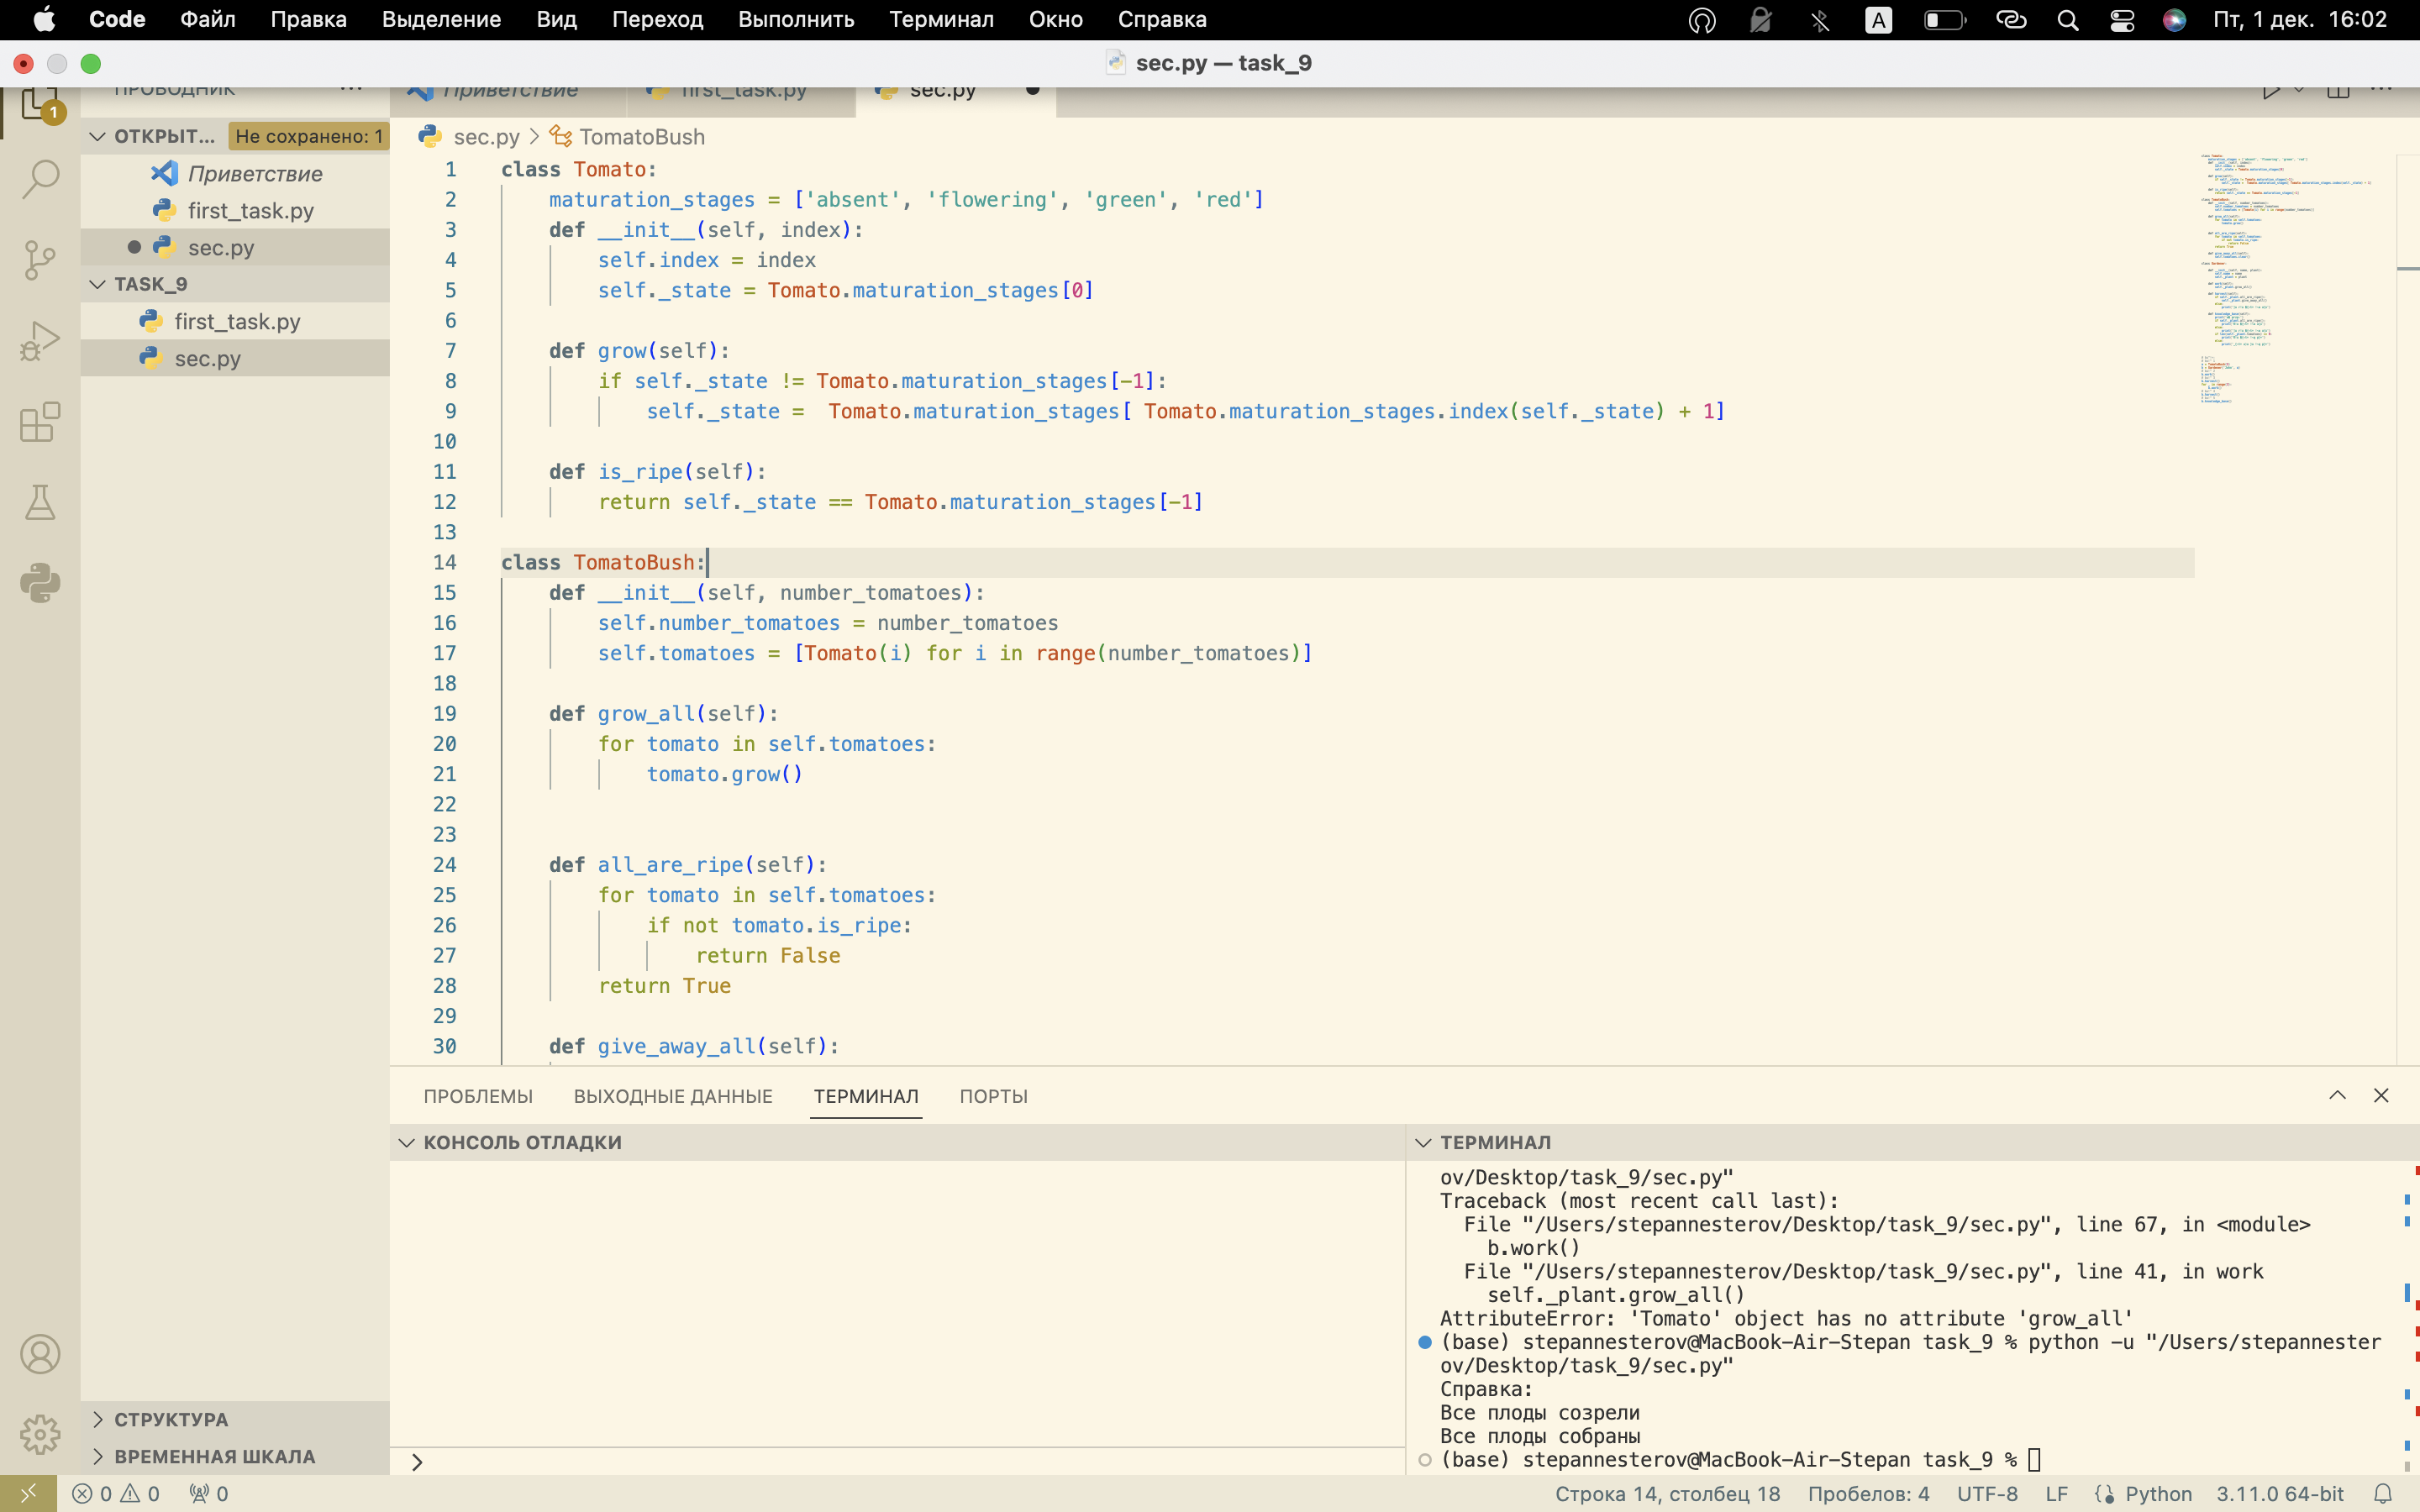 Code Файл Правка Выделение Вид Переход Выполнить Терминал Окно Справка A Пт, 1 дек. 16:02
sec.py — task_9
ПРОВОДНИК
Приветствие first_task.py sec.py
1
ОТКРЫТ... Не сохранено: 1
Приветствие
first_task.py
sec.py
TASK_9
first_task.py
sec.py
СТРУКТУРА
ВРЕМЕННАЯ ШКАЛА
sec.py > TomatoBush
1 class Tomato:
2 maturation_stages = ['absent', 'flowering', 'green', 'red']
3 def __init__(self, index):
4 self.index = index
5 self._state = Tomato.maturation_stages[0]
6
7 def grow(self):
8 if self._state != Tomato.maturation_stages[-1]:
9 self._state =  Tomato.maturation_stages[ Tomato.maturation_stages.index(self._state) + 1]
10
11 def is_ripe(self):
12 return self._state == Tomato.maturation_stages[-1]
13
14 class TomatoBush:
15 def __init__(self, number_tomatoes):
16 self.number_tomatoes = number_tomatoes
17 self.tomatoes = [Tomato(i) for i in range(number_tomatoes)]
18
19 def grow_all(self):
20 for tomato in self.tomatoes:
21 tomato.grow()
22
23
24 def all_are_ripe(self):
25 for tomato in self.tomatoes:
26 if not tomato.is_ripe:
27 return False
28 return True
29
30 def give_away_all(self):
ПРОБЛЕМЫ ВЫХОДНЫЕ ДАННЫЕ ТЕРМИНАЛ ПОРТЫ
КОНСОЛЬ ОТЛАДКИ
>
ТЕРМИНАЛ
ov/Desktop/task_9/sec.py"
Traceback (most recent call last):
File "/Users/stepannesterov/Desktop/task_9/sec.py", line 67, in <module>
b.work()
File "/Users/stepannesterov/Desktop/task_9/sec.py", line 41, in work
self._plant.grow_all()
AttributeError: 'Tomato' object has no attribute 'grow_all'
(base) stepannesterov@MacBook-Air-Stepan task_9 % python -u "/Users/stepannester
ov/Desktop/task_9/sec.py"
Справка:
Все плоды созрели
Все плоды собраны
(base) stepannesterov@MacBook-Air-Stepan task_9 %
0 0 0 Строка 14, столбец 18 Пробелов: 4 UTF-8 LF Python 3.11.0 64-bit